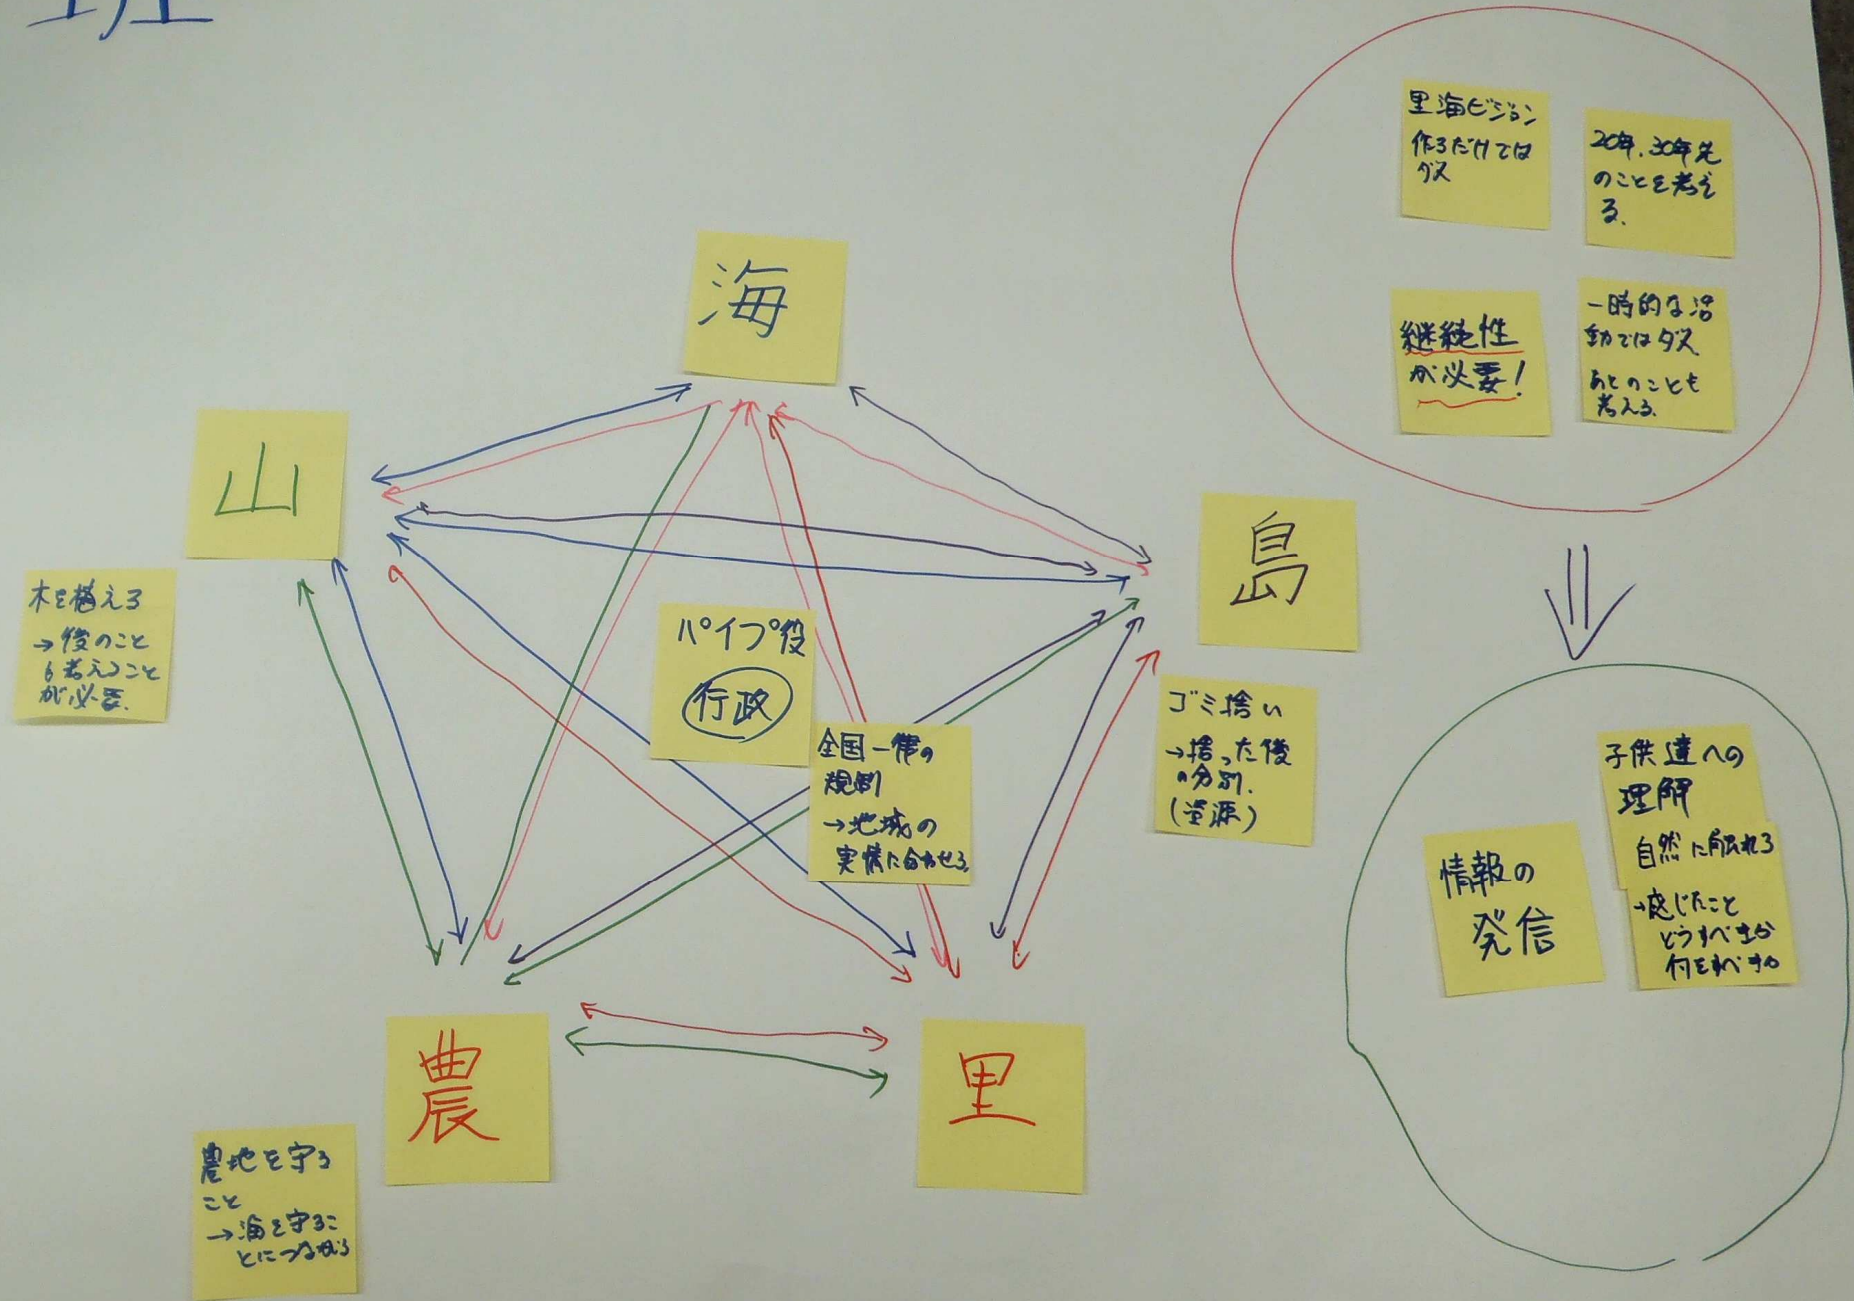 班
里海ビジョン
作るだけでは
ダメ
20年、30年先
のことを考え
る.
継続性
が必要！
一時的な活
動ではダメ
あとのことも
考える.
海
山
島
木を植える
→後のこと
も考えること
が必要.
パイプ役
行政
全国一律の
規制
→地域の
実情に合わせる
ゴミ拾い
→拾った後
の分別.
(資源)
農
里
農地を守る
こと
→海を守るこ
とにつながる
子供達への
理解
自然に触れる
→感じたこと
どうすべきか
何をすべきか
情報の
発信